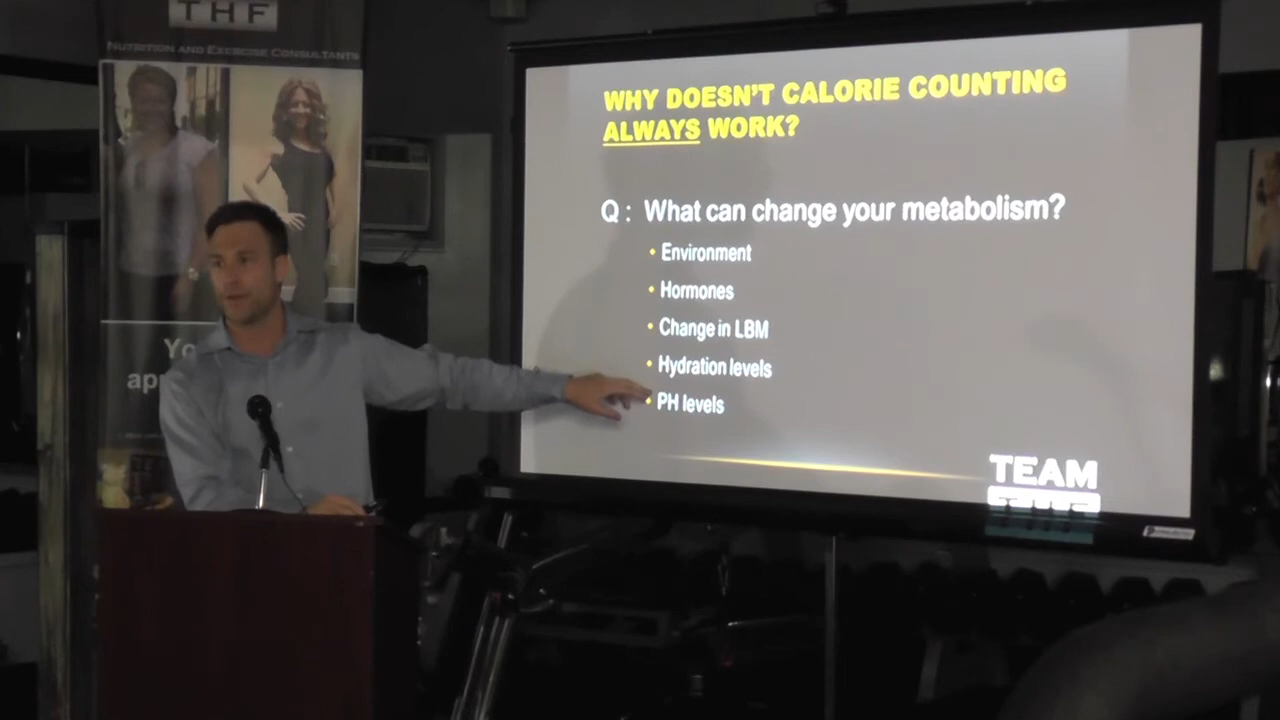 THF
NUTRITION AND EXERCISE CONSULTANTS
WHY DOESN'T CALORIE COUNTING
ALWAYS WORK?
Q : What can change your metabolism?
• Environment
• Hormones
• Change in LBM
• Hydration levels
• PH levels
TEAM